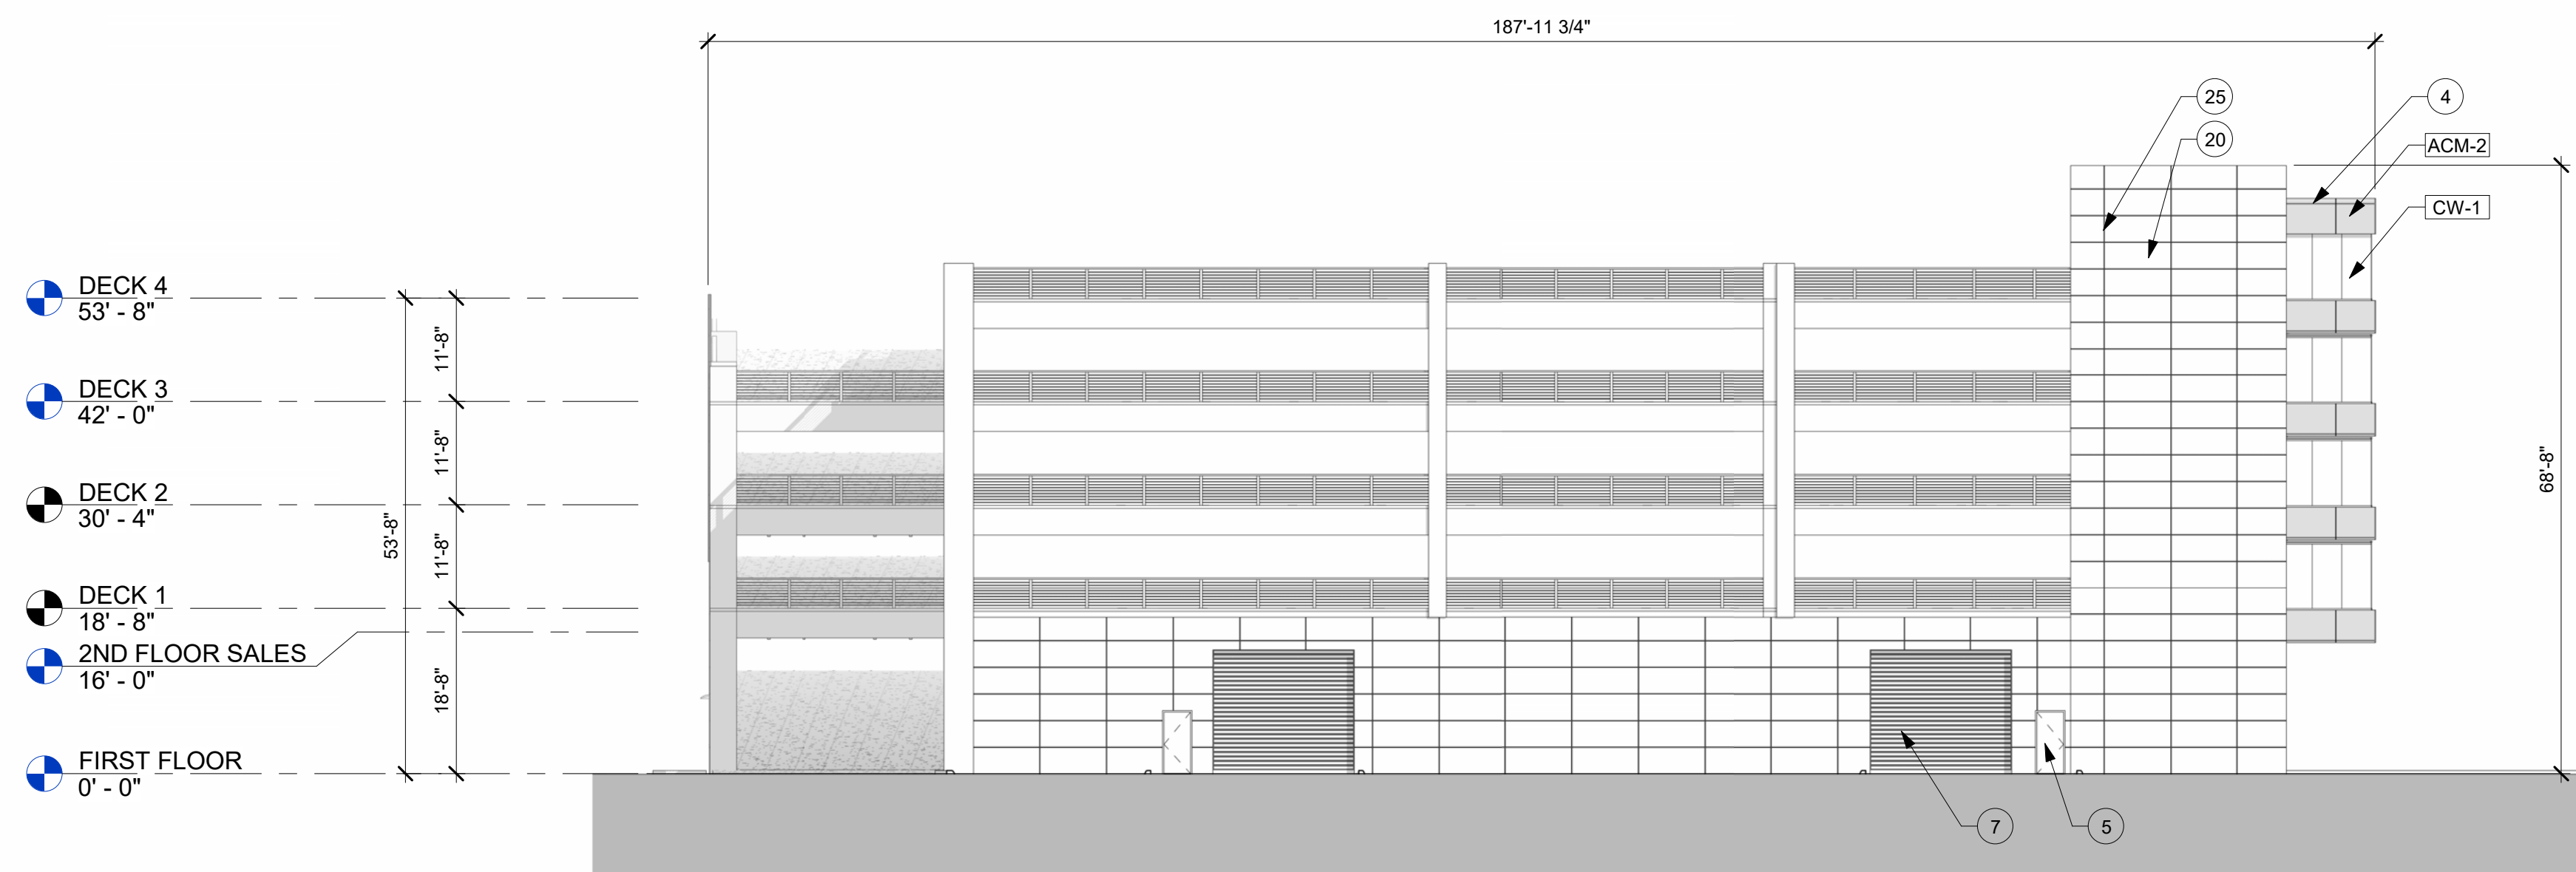 187'-11 3/4"
25
4
20
ACM-2
CW-1
DECK 4
53' - 8"
11'-8"
DECK 3
42' - 0"
11'-8"
68'-8"
DECK 2
30' - 4"
53'-8"
11'-8"
DECK 1
18' - 8"
2ND FLOOR SALES
16' - 0"
18'-8"
FIRST FLOOR
0' - 0"
7
5